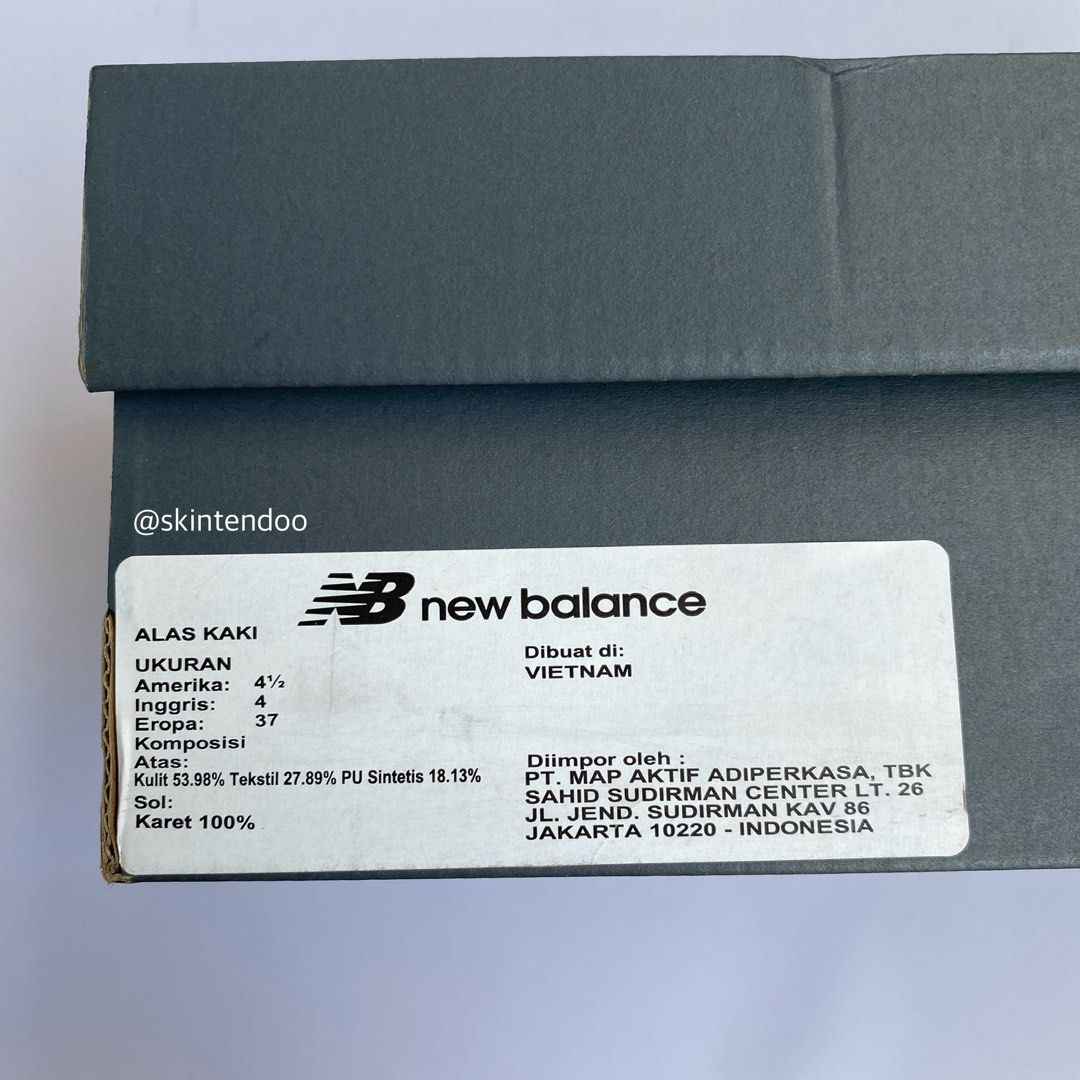 @skintendoo
NB new balance
ALAS KAKI
UKURAN
Amerika: 4½
Inggris: 4
Eropa: 37
Komposisi
Atas:
Kulit 53.98% Tekstil 27.89% PU Sintetis 18.13%
Sol:
Karet 100%
Dibuat di:
VIETNAM
Diimpor oleh :
PT. MAP AKTIF ADIPERKASA, TBK
SAHID SUDIRMAN CENTER LT. 26
JL. JEND. SUDIRMAN KAV 86
JAKARTA 10220 - INDONESIA